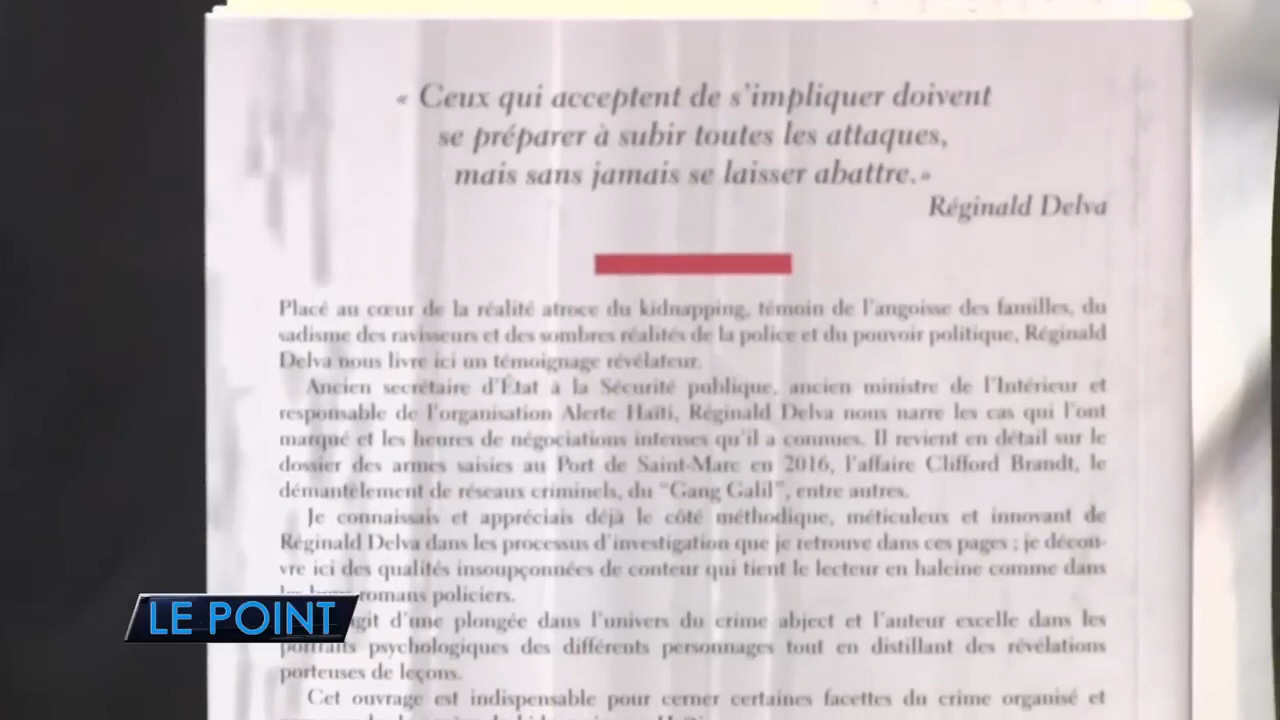 « Ceux qui acceptent de s'impliquer doivent
se préparer à subir toutes les attaques,
mais sans jamais se laisser abattre.»
Réginald Delva
Placé au cœur de la réalité atroce du kidnapping, témoin de l'angoisse des familles, du
sadisme des ravisseurs et des sombres réalités de la police et du pouvoir politique, Réginald
Delva nous livre ici un témoignage révélateur.
Ancien secrétaire d'État à la Sécurité publique, ancien ministre de l'Intérieur et
responsable de l'organisation Alerte Haïti, Réginald Delva nous narre les cas qui l'ont
marqué et les heures de négociations intenses qu'il a connues. Il revient en détail sur le
dossier des armes saisies au Port de Saint-Marc en 2016, l'affaire Clifford Brandt, le
démantèlement de réseaux criminels, du "Gang Galil", entre autres.
Je connaissais et appréciais déjà le côté méthodique, méticuleux et innovant de
Réginald Delva dans les processus d'investigation que je retrouve dans ces pages ; je décou-
vre ici des qualités insoupçonnées de conteur qui tient le lecteur en haleine comme dans
romans policiers.
LE POINT
d'une plongée dans l'univers du crime abject et l'auteur excelle dans les
portraits psychologiques des différents personnages tout en distillant des révélations
porteuses de leçons.
Cet ouvrage est indispensable pour cerner certaines facettes du crime organisé et